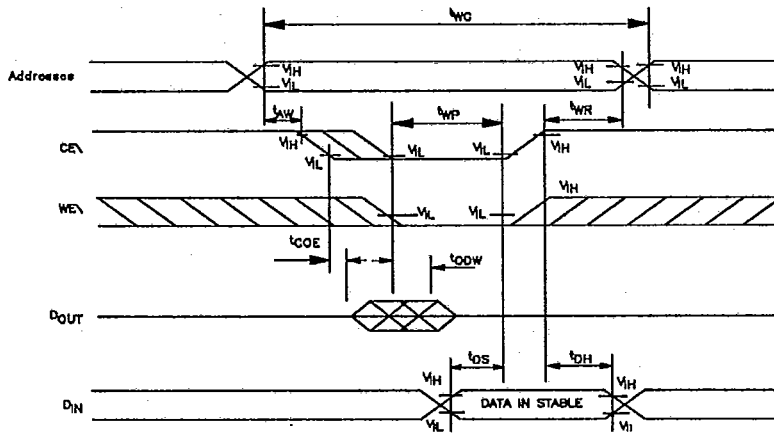 tWC
Addresses VIH VIL VIH VIL VIH VIL
tAW tWP tWR
CE\ VIH VIL VIL VIL VIH
WE\ VIL VIL VIH
tCOE tODW
DOUT
tDS tDH
DIN VIH VIL DATA IN STABLE VIH VIL